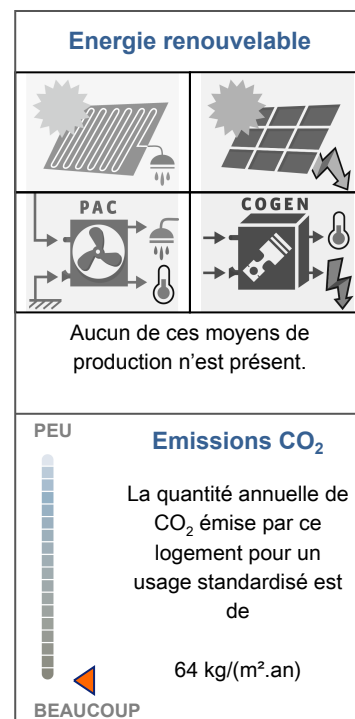 Energie renouvelable
PAC
COGEN
Aucun de ces moyens de
production n’est présent.
PEU
Emissions CO₂
La quantité annuelle de
CO₂ émise par ce
logement pour un
usage standardisé est
de
64 kg/(m².an)
BEAUCOUP